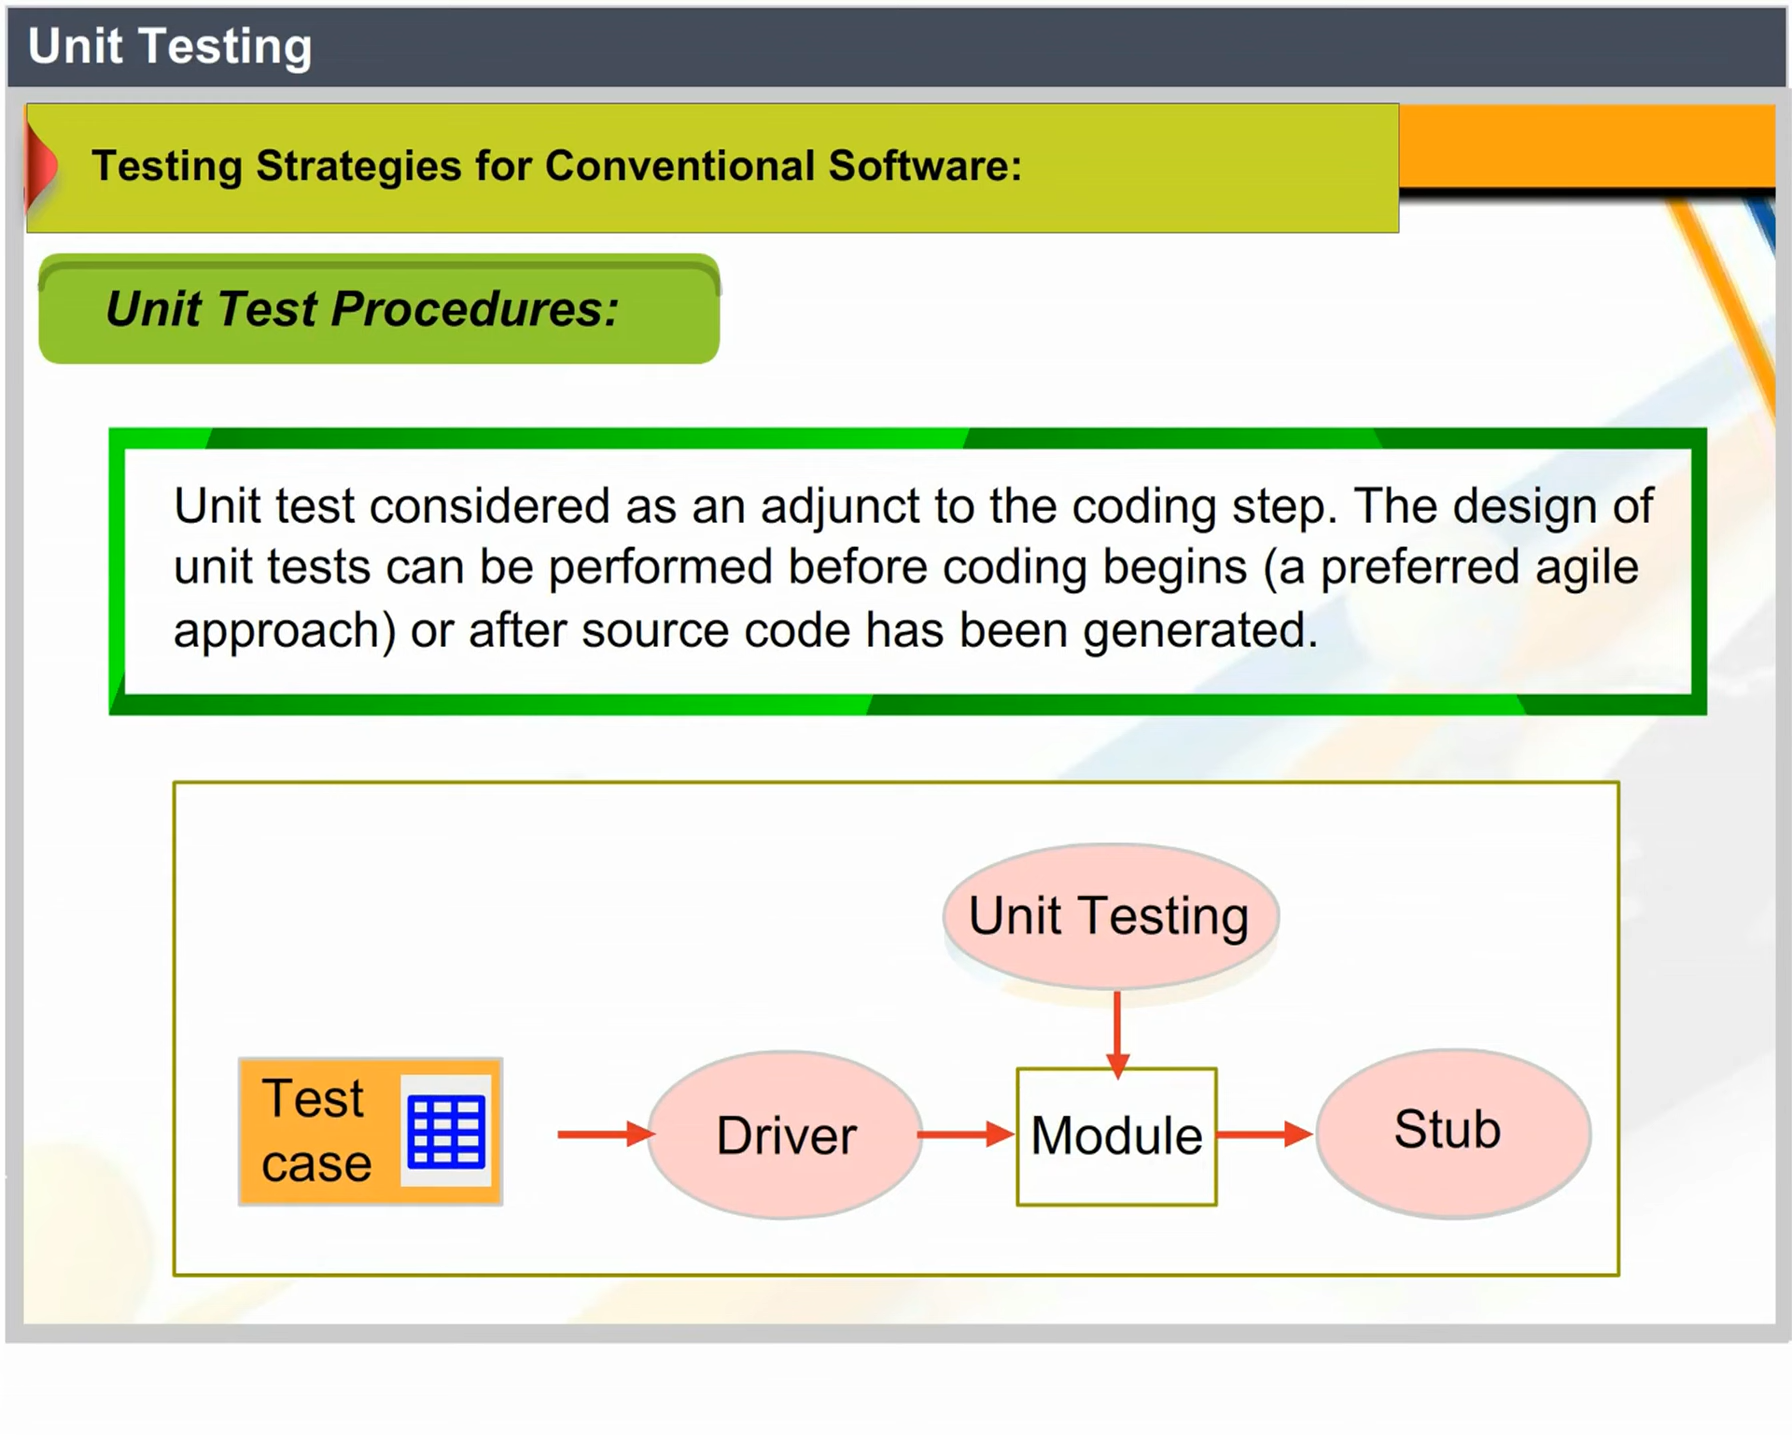 Unit Testing
Testing Strategies for Conventional Software:
Unit Test Procedures:
Unit test considered as an adjunct to the coding step. The design of
unit tests can be performed before coding begins (a preferred agile
approach) or after source code has been generated.
Unit Testing
Test
case
Driver
Module
Stub